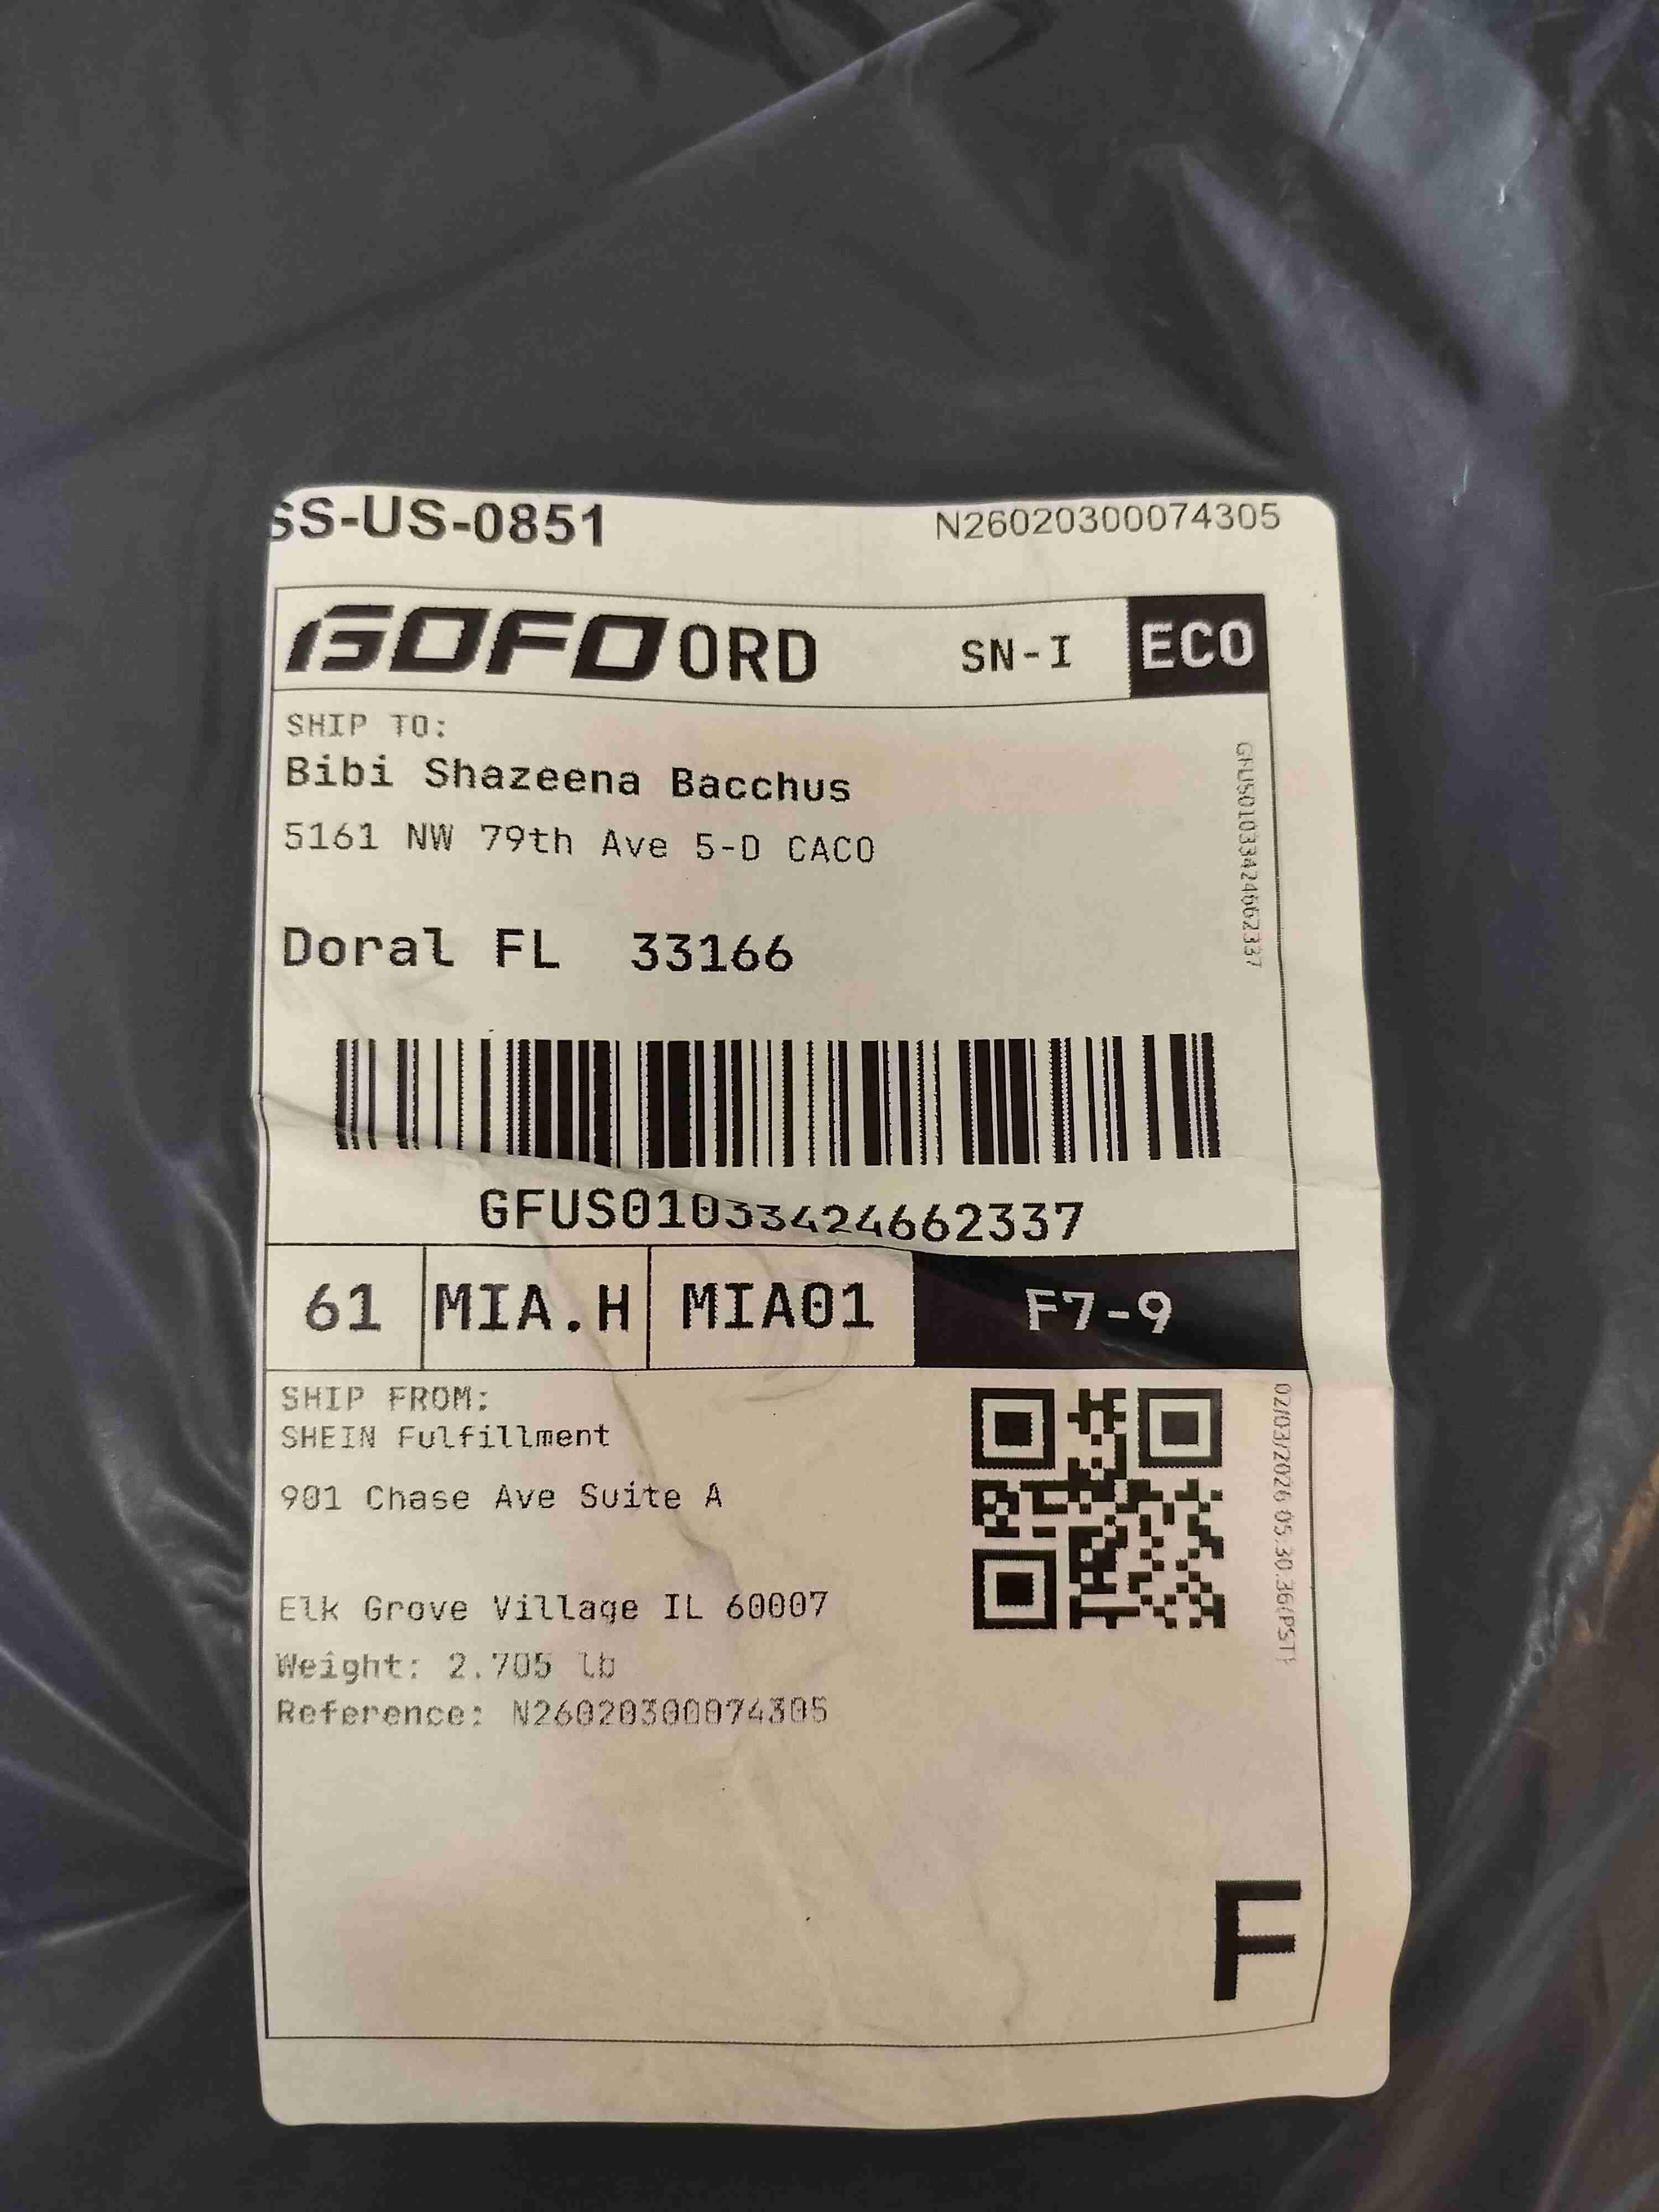 SS-US-0851 N26020300074305
GOFO ORD SN-I ECO
SHIP TO:
Bibi Shazeena Bacchus
5161 NW 79th Ave 5-D CACO
Doral FL 33166
GFUS01033424662337
GFUS01033424662337
61 MIA.H MIA01 F7-9
SHIP FROM:
SHEIN Fulfillment
901 Chase Ave Suite A
Elk Grove Village IL 60007
Weight: 2.705 lb
Reference: N26020300074305
02/03/2026 05:30:36(PST)
F